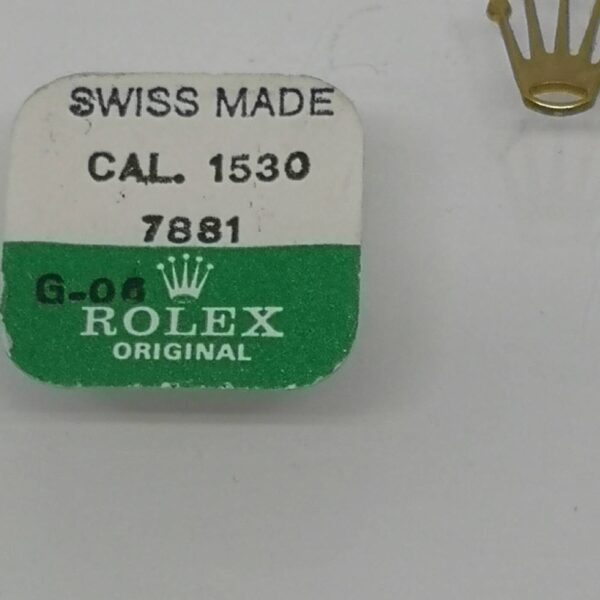 SWISS MADE
CAL. 1530
7881
G-06
ROLEX
ORIGINAL